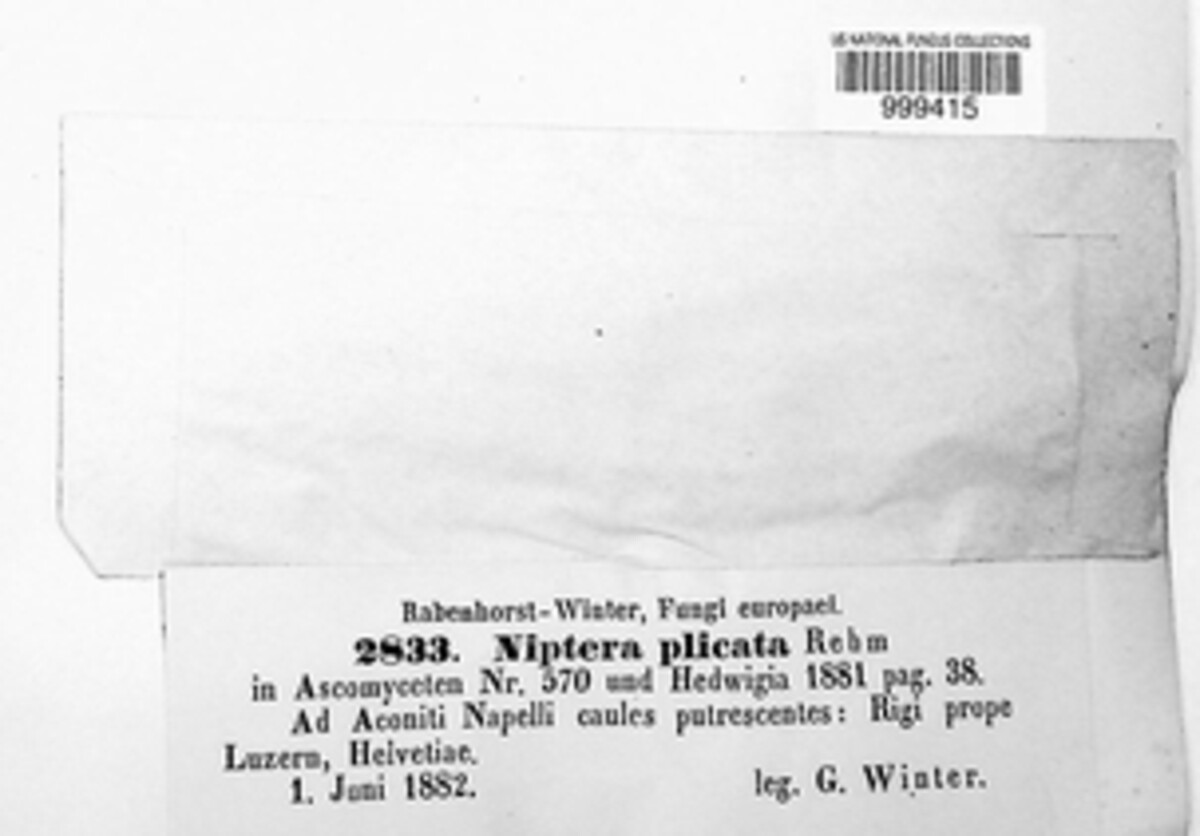 US NATIONAL FUNGUS COLLECTIONS
999415
Rabenhorst-Winter, Fungi europaei.
2833. Niptera plicata Rehm
in Ascomyceten Nr. 570 und Hedwigia 1881 pag. 38.
Ad Aconiti Napelli caules putrescentes: Rigi prope
Luzern, Helvetiae.
1. Juni 1882. leg. G. Winter.